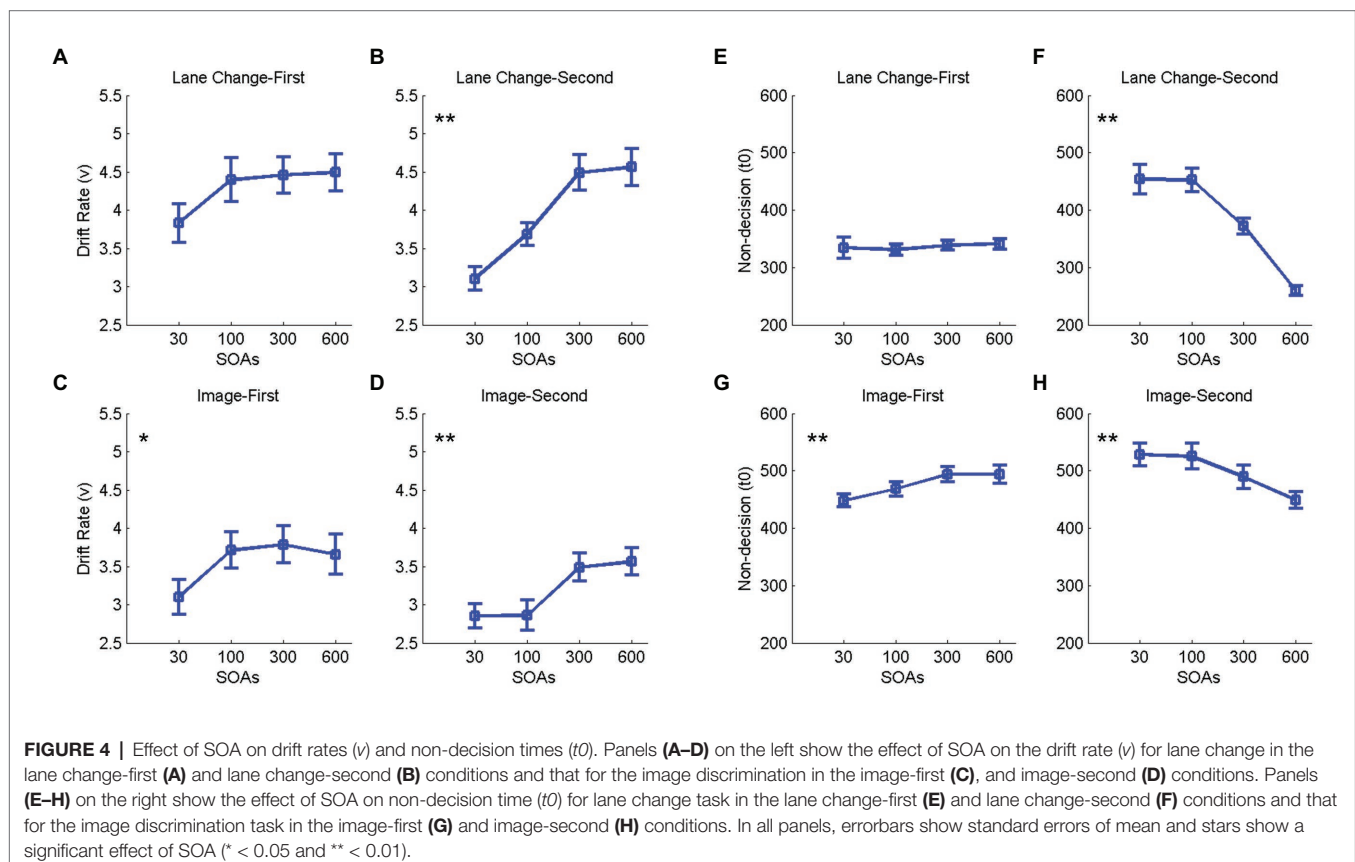 A
Lane Change-First
5.5
5
4.5
4
3.5
3
2.5
Drift Rate (v)
30 100 300 600
SOAs
B
Lane Change-Second
**
5.5
5
4.5
4
3.5
3
2.5
30 100 300 600
SOAs
E
Lane Change-First
600
500
400
300
200
Non-decision (t0)
30 100 300 600
SOAs
F
Lane Change-Second
**
600
500
400
300
200
30 100 300 600
SOAs
C
Image-First
*
5.5
5
4.5
4
3.5
3
2.5
Drift Rate (v)
30 100 300 600
SOAs
D
Image-Second
**
5.5
5
4.5
4
3.5
3
2.5
30 100 300 600
SOAs
G
Image-First
**
600
500
400
200
Non-decision (t0)
30 100 300 600
SOAs
H
Image-Second
**
600
500
400
200
30 100 300 600
SOAs
FIGURE 4 | Effect of SOA on drift rates (v) and non-decision times (t0). Panels (A–D) on the left show the effect of SOA on the drift rate (v) for lane change in the
lane change-first (A) and lane change-second (B) conditions and that for the image discrimination in the image-first (C), and image-second (D) conditions. Panels
(E–H) on the right show the effect of SOA on non-decision time (t0) for lane change task in the lane change-first (E) and lane change-second (F) conditions and that
for the image discrimination task in the image-first (G) and image-second (H) conditions. In all panels, errorbars show standard errors of mean and stars show a
significant effect of SOA (* < 0.05 and ** < 0.01).